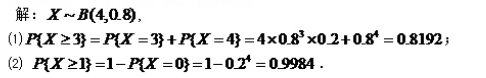 解：X～B(4,0.8),
(1) P{X≥3}=P{X=3}+P{X=4}=4×0.8³×0.2+0.8⁴=0.8192；
(2) P{X≥1}=1-P{X=0}=1-0.2⁴=0.9984．